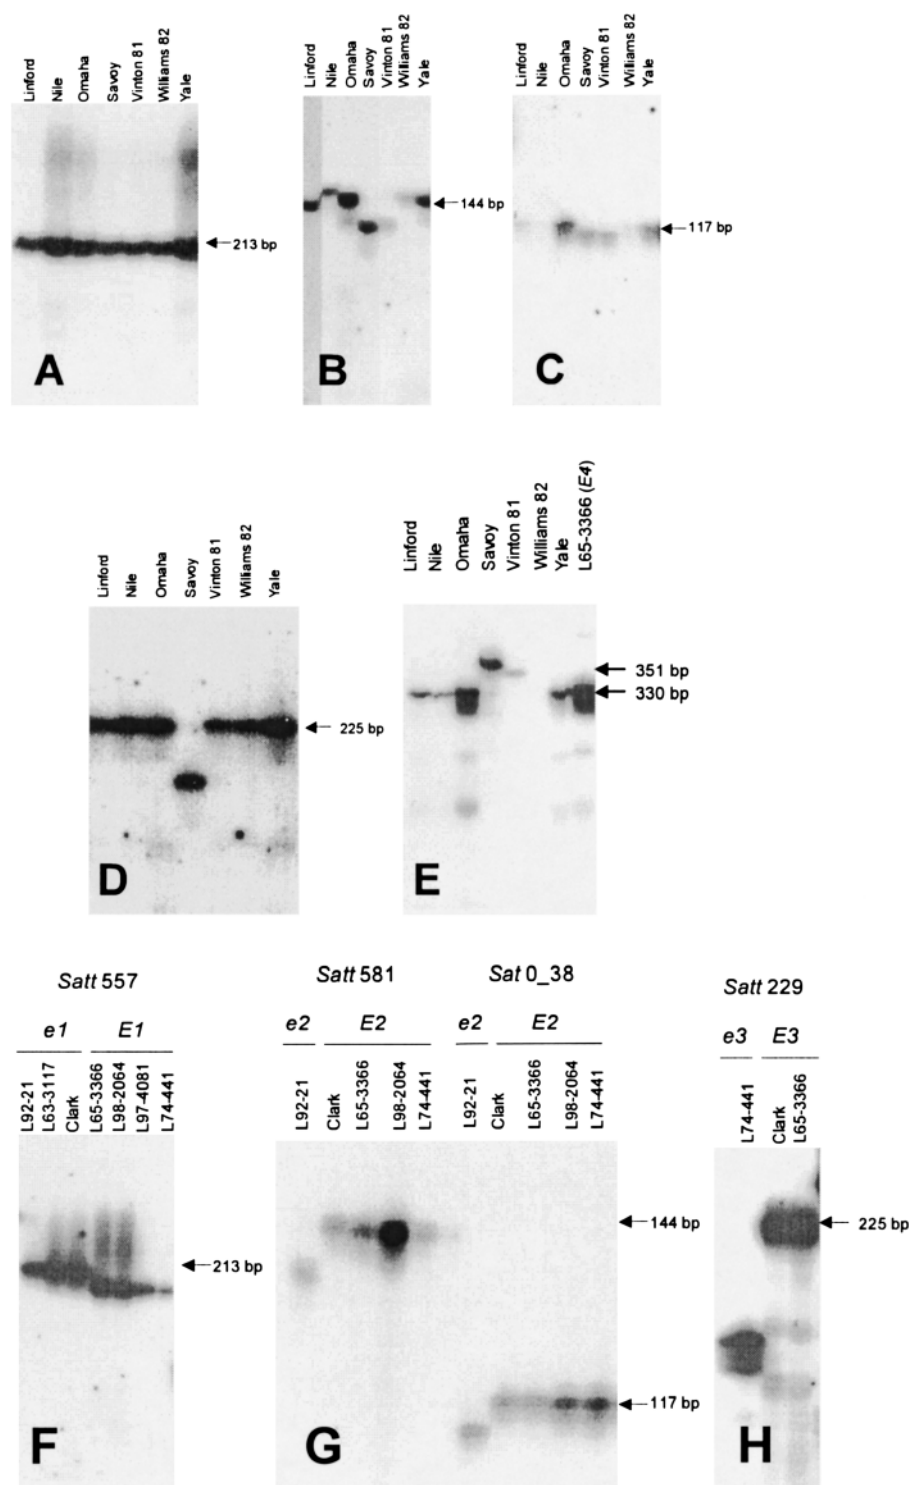 Linford
Nile
Omaha
Savoy
Vinton 81
Williams 82
Yale
213 bp
A
Linford
Nile
Omaha
Savoy
Vinton 81
Williams 82
Yale
144 bp
B
Linford
Nile
Omaha
Savoy
Vinton 81
Williams 82
Yale
117 bp
C
Linford
Nile
Omaha
Savoy
Vinton 81
Williams 82
Yale
225 bp
D
Linford
Nile
Omaha
Savoy
Vinton 81
Williams 82
Yale
L65-3366 (E4)
351 bp
330 bp
E
Satt 557
e1 E1
L92-21
L63-3117
Clark
L65-3366
L98-2064
L97-4081
L74-441
213 bp
F
Satt 581 Sat 0_38
e2 E2 e2 E2
L92-21
Clark
L65-3366
L98-2064
L74-441
L92-21
Clark
L65-3366
L98-2064
L74-441
144 bp
117 bp
G
Satt 229
e3 E3
L74-441
Clark
L65-3366
225 bp
H